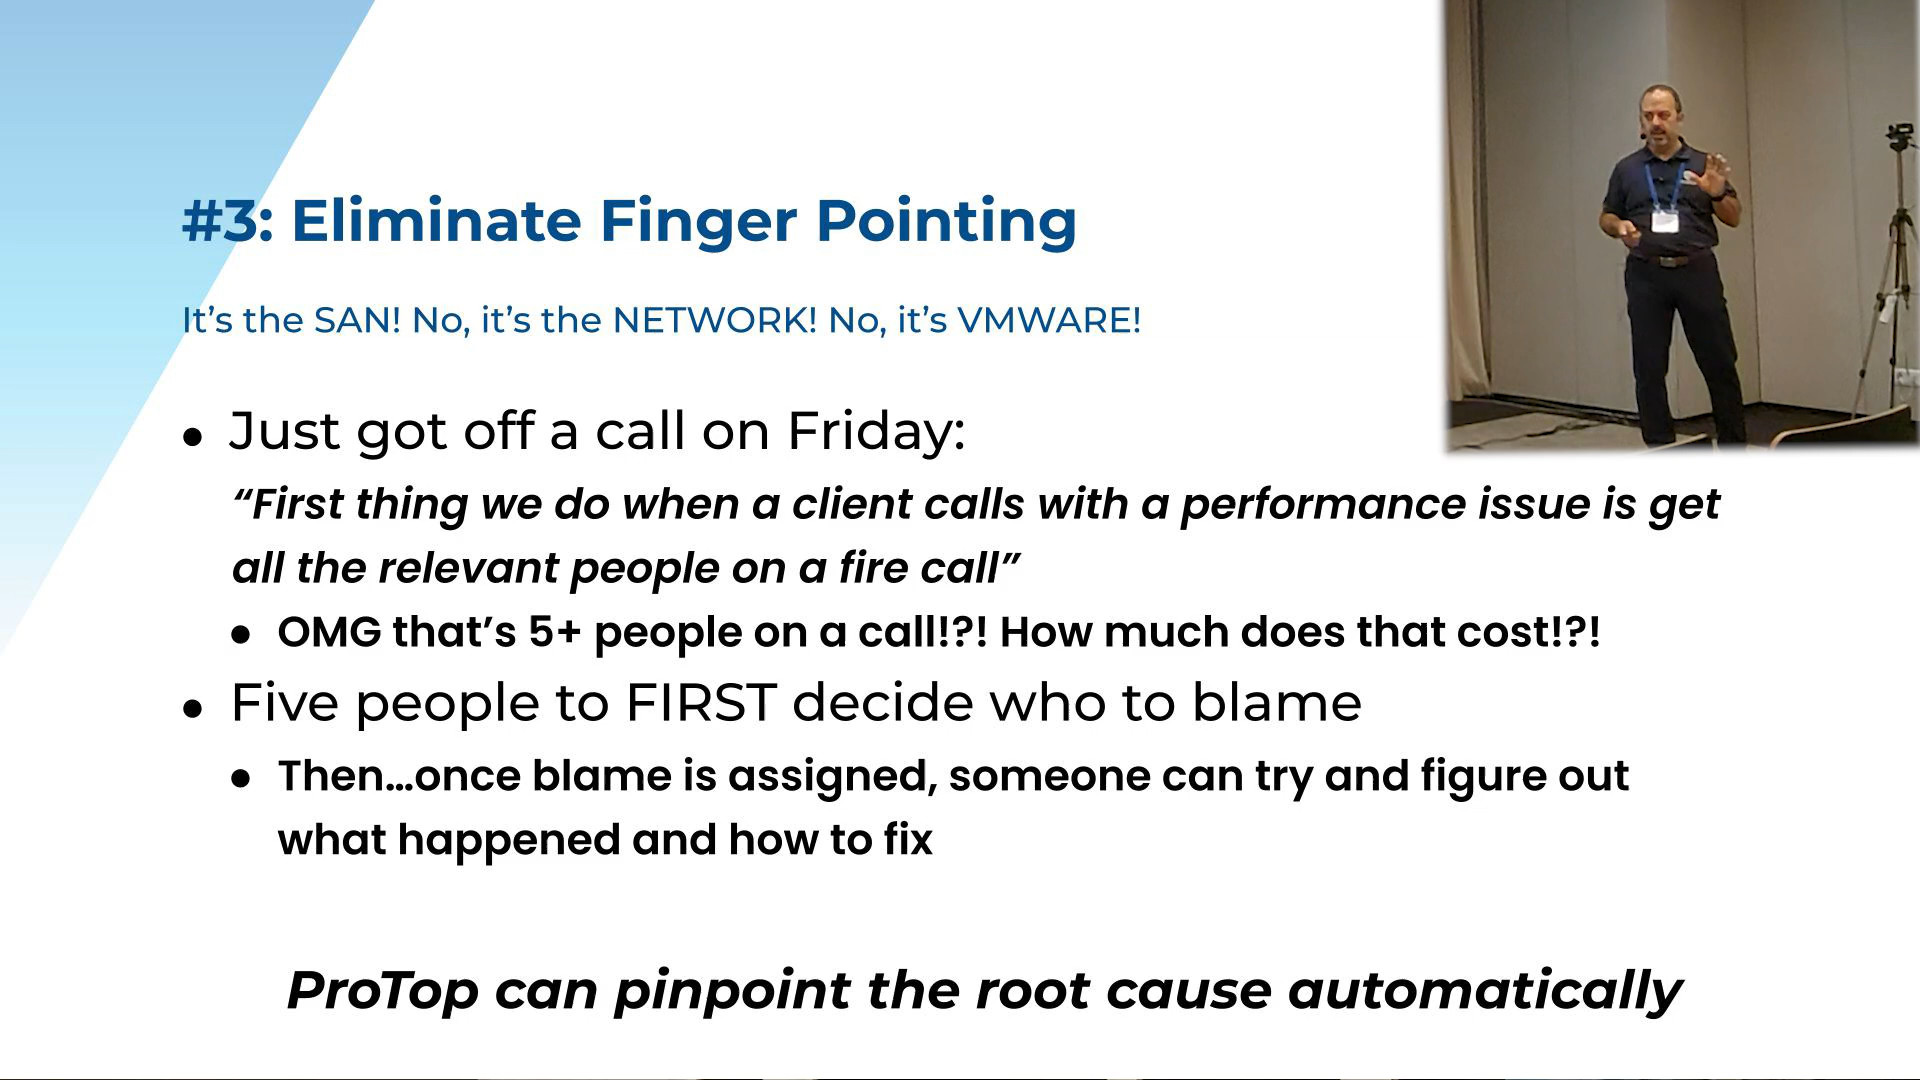 #3: Eliminate Finger Pointing
It’s the SAN! No, it’s the NETWORK! No, it’s VMWARE!
● Just got off a call on Friday:
“First thing we do when a client calls with a performance issue is get
all the relevant people on a fire call”
● OMG that’s 5+ people on a call!?! How much does that cost!?!
● Five people to FIRST decide who to blame
● Then…once blame is assigned, someone can try and figure out
what happened and how to fix
ProTop can pinpoint the root cause automatically